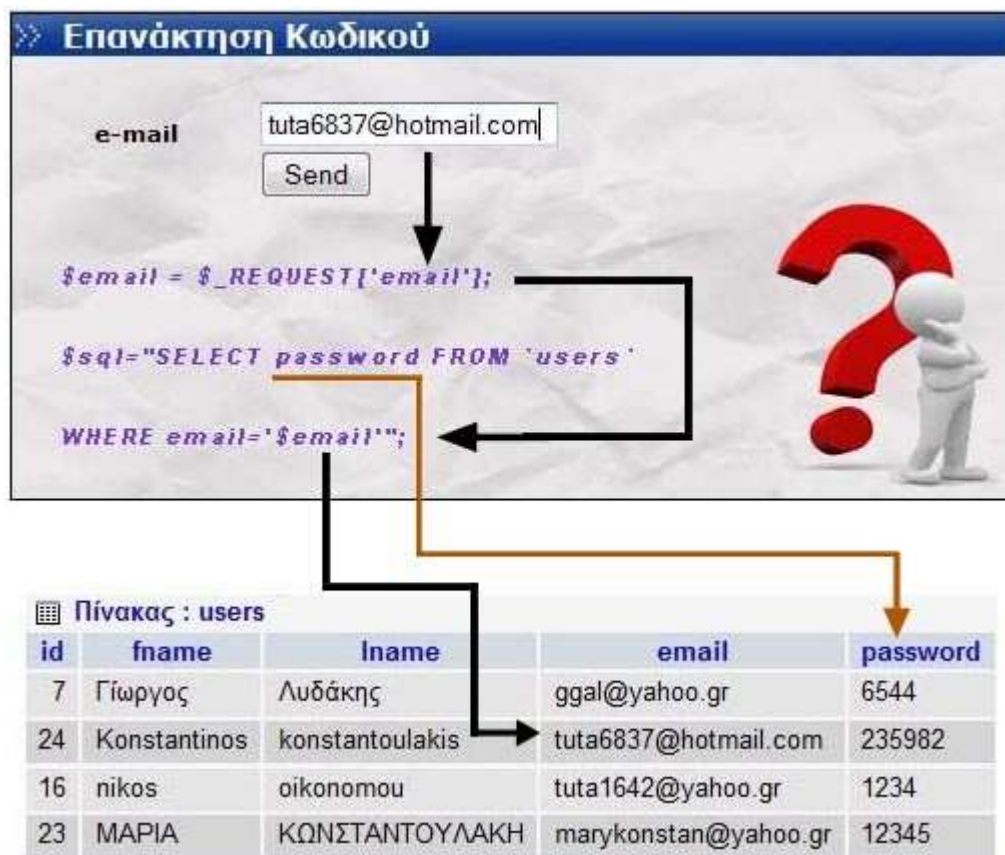 Επανάκτηση Κωδικού
e-mail tuta6837@hotmail.com
Send
$email = $_REQUEST['email'];
$sql="SELECT password FROM `users`
WHERE email='$email'";
Πίνακας : users
id fname lname email password
7 Γίωργος Λυδάκης ggal@yahoo.gr 6544
24 Konstantinos konstantoulakis tuta6837@hotmail.com 235982
16 nikos oikonomou tuta1642@yahoo.gr 1234
23 ΜΑΡΙΑ ΚΩΝΣΤΑΝΤΟΥΛΑΚΗ marykonstan@yahoo.gr 12345